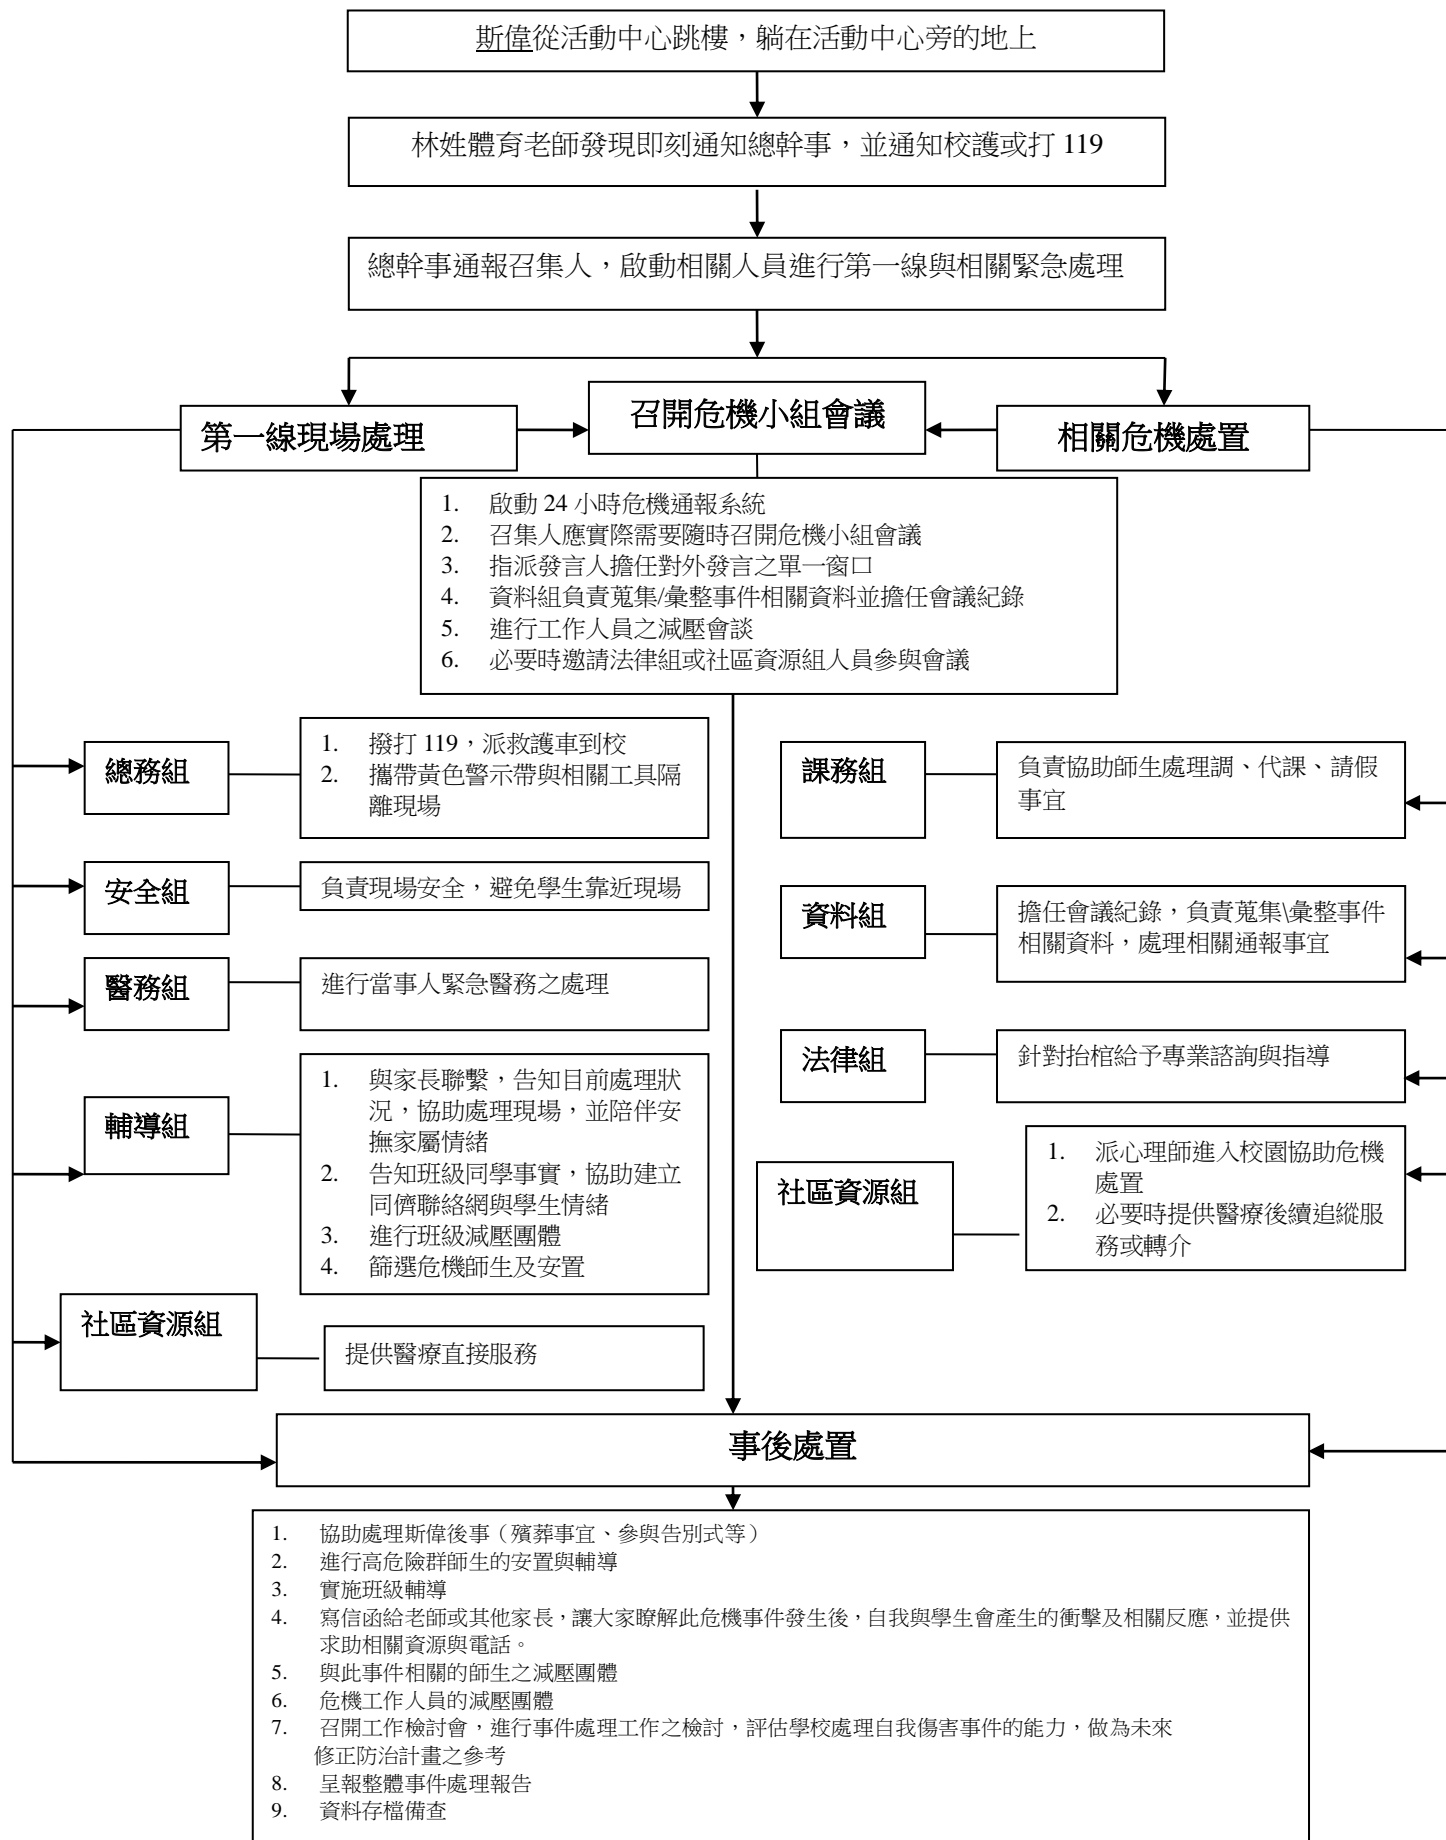 斯偉從活動中心跳樓，躺在活動中心旁的地上
林姓體育老師發現即刻通知總幹事，並通知校護或打 119
總幹事通報召集人，啟動相關人員進行第一線與相關緊急處理
第一線現場處理
召開危機小組會議
相關危機處置
1. 啟動 24 小時危機通報系統
2. 召集人應實際需要隨時召開危機小組會議
3. 指派發言人擔任對外發言之單一窗口
4. 資料組負責蒐集/彙整事件相關資料並擔任會議紀錄
5. 進行工作人員之減壓會談
6. 必要時邀請法律組或社區資源組人員參與會議
總務組
1. 撥打 119，派救護車到校
2. 攜帶黃色警示帶與相關工具隔
離現場
安全組
負責現場安全，避免學生靠近現場
醫務組
進行當事人緊急醫務之處理
輔導組
1. 與家長聯繫，告知目前處理狀
況，協助處理現場，並陪伴安
撫家屬情緒
2. 告知班級同學事實，協助建立
同儕聯絡網與學生情緒
3. 進行班級減壓團體
4. 篩選危機師生及安置
社區資源組
提供醫療直接服務
課務組
負責協助師生處理調、代課、請假
事宜
資料組
擔任會議紀錄，負責蒐集\彙整事件
相關資料，處理相關通報事宜
法律組
針對抬棺給予專業諮詢與指導
社區資源組
1. 派心理師進入校園協助危機
處置
2. 必要時提供醫療後續追縱服
務或轉介
事後處置
1. 協助處理斯偉後事（殯葬事宜、參與告別式等）
2. 進行高危險群師生的安置與輔導
3. 實施班級輔導
4. 寫信函給老師或其他家長，讓大家瞭解此危機事件發生後，自我與學生會產生的衝擊及相關反應，並提供
求助相關資源與電話。
5. 與此事件相關的師生之減壓團體
6. 危機工作人員的減壓團體
7. 召開工作檢討會，進行事件處理工作之檢討，評估學校處理自我傷害事件的能力，做為未來
修正防治計畫之參考
8. 呈報整體事件處理報告
9. 資料存檔備查